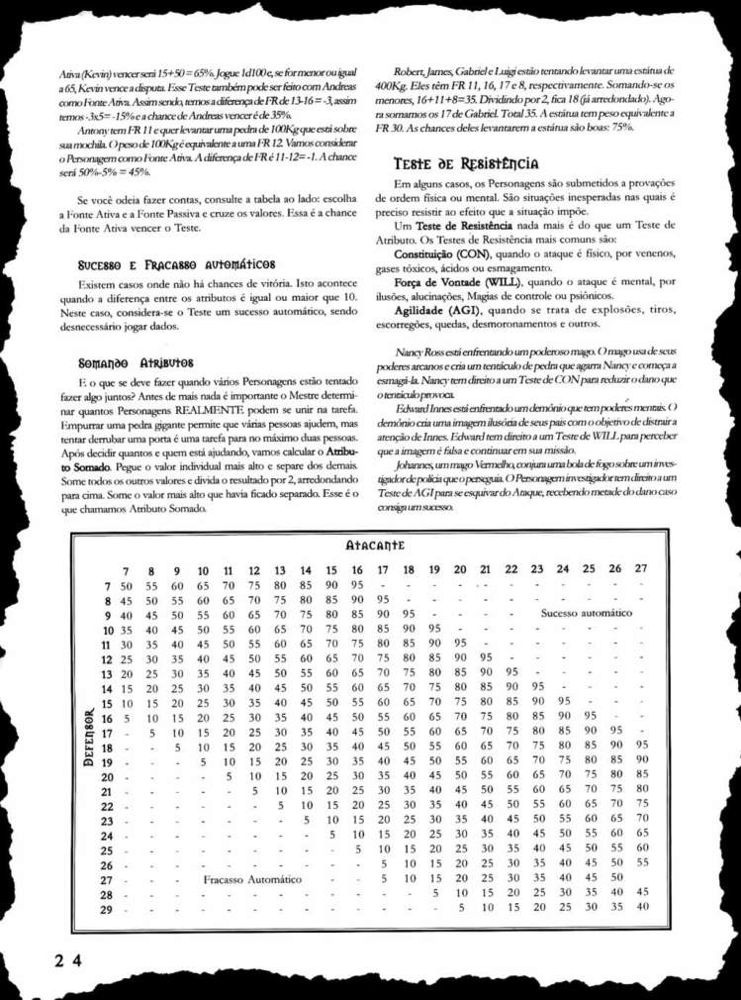 Ativa (Kevin) vencer será 15+50 = 65%. Jogue 1d100 e, se for menor ou igual
a 65, Kevin vence a disputa. Esse Teste também pode ser feito com Andreas
como Fonte Ativa. Assim sendo, temos a diferença de FR de 13-16 = -3, assim
temos -3x5= -15% e a chance de Andreas vencer é de 35%.
Antony tem FR 11 e quer levantar uma pedra de 100Kg que está sobre
sua mochila. O peso de 100Kg é equivalente a uma FR 12. Vamos considerar
o Personagem como Fonte Ativa. A diferença de FR é 11-12= -1. A chance
será 50%-5% = 45%.
Se você odeia fazer contas, consulte a tabela ao lado: escolha
a Fonte Ativa e a Fonte Passiva e cruze os valores. Essa é a chance
da Fonte Ativa vencer o Teste.
Sucesso e Fracasso automáticos
Existem casos onde não há chances de vitória. Isto acontece
quando a diferença entre os atributos é igual ou maior que 10.
Neste caso, considera-se o Teste um sucesso automático, sendo
desnecessário jogar dados.
Somando Atributos
E o que se deve fazer quando vários Personagens estão tentado
fazer algo juntos? Antes de mais nada é importante o Mestre determi-
nar quantos Personagens REALMENTE podem se unir na tarefa.
Empurrar uma pedra gigante permite que várias pessoas ajudem, mas
tentar derrubar uma porta é uma tarefa para no máximo duas pessoas.
Após decidir quantos e quem está ajudando, vamos calcular o Atribu-
to Somado. Pegue o valor individual mais alto e separe dos demais.
Some todos os outros valores e divida o resultado por 2, arredondando
para cima. Some o valor mais alto que havia ficado separado. Esse é o
que chamamos Atributo Somado.
Robert, James, Gabriel e Luigi estão tentando levantar uma estátua de
400Kg. Eles têm FR 11, 16, 17 e 8, respectivamente. Somando-se os
menores, 16+11+8=35. Dividindo por 2, fica 18 (já arredondado). Ago-
ra somamos os 17 de Gabriel. Total 35. A estátua tem peso equivalente a
FR 30. As chances deles levantarem a estátua são boas: 75%.
Teste de Resistência
Em alguns casos, os Personagens são submetidos a provações
de ordem física ou mental. São situações inesperadas nas quais é
preciso resistir ao efeito que a situação impõe.
Um Teste de Resistência nada mais é do que um Teste de
Atributo. Os Testes de Resistência mais comuns são:
Constituição (CON), quando o ataque é físico, por venenos,
gases tóxicos, ácidos ou esmagamento.
Força de Vontade (WILL), quando o ataque é mental, por
ilusões, alucinações, Magias de controle ou psiônicos.
Agilidade (AGI), quando se trata de explosões, tiros,
escorregões, quedas, desmoronamentos e outros.
Nancy Ross está enfrentando um poderoso mago. O mago usa de seus
poderes arcanos e cria um tentáculo de pedra que agarra Nancy e começa a
esmagá-la. Nancy tem direito a um Teste de CON para reduzir o dano que
o tentáculo provoca.
Edward Innes está enfrentado um demônio que tem poderes mentais. O
demônio cria uma imagem ilusória de seus pais com o objetivo de distrair a
atenção de Innes. Edward tem direito a um Teste de WILL para perceber
que a imagem é falsa e continuar em sua missão.
Johannes, um mago Vermelho, conjura uma bola de fogo sobre um inves-
tigador de polícia que o perseguia. O Personagem investigador tem direito a um
Teste de AGI para se esquivar do Ataque, recebendo metade do dano caso
consiga um sucesso.
Atacante
7 8 9 10 11 12 13 14 15 16 17 18 19 20 21 22 23 24 25 26 27
7 50 55 60 65 70 75 80 85 90 95 - - - - - - - - - - -
8 45 50 55 60 65 70 75 80 85 90 95 - - - - - - - - - -
9 40 45 50 55 60 65 70 75 80 85 90 95 - - - - Sucesso automático
10 35 40 45 50 55 60 65 70 75 80 85 90 95 - - - - - - - -
11 30 35 40 45 50 55 60 65 70 75 80 85 90 95 - - - - - - -
12 25 30 35 40 45 50 55 60 65 70 75 80 85 90 95 - - - - - -
13 20 25 30 35 40 45 50 55 60 65 70 75 80 85 90 95 - - - - -
14 15 20 25 30 35 40 45 50 55 60 65 70 75 80 85 90 95 - - - -
15 10 15 20 25 30 35 40 45 50 55 60 65 70 75 80 85 90 95 - - -
16 5 10 15 20 25 30 35 40 45 50 55 60 65 70 75 80 85 90 95 - -
17 - 5 10 15 20 25 30 35 40 45 50 55 60 65 70 75 80 85 90 95 -
18 - - 5 10 15 20 25 30 35 40 45 50 55 60 65 70 75 80 85 90 95
19 - - - 5 10 15 20 25 30 35 40 45 50 55 60 65 70 75 80 85 90
20 - - - - 5 10 15 20 25 30 35 40 45 50 55 60 65 70 75 80 85
21 - - - - - 5 10 15 20 25 30 35 40 45 50 55 60 65 70 75 80
22 - - - - - - 5 10 15 20 25 30 35 40 45 50 55 60 65 70 75
23 - - - - - - - 5 10 15 20 25 30 35 40 45 50 55 60 65 70
24 - - - - - - - - 5 10 15 20 25 30 35 40 45 50 55 60 65
25 - - - - - - - - - 5 10 15 20 25 30 35 40 45 50 55 60
26 - - - - - - - - - - 5 10 15 20 25 30 35 40 45 50 55
27 - - - Fracasso Automático - - 5 10 15 20 25 30 35 40 45 50
28 - - - - - - - - - - - - 5 10 15 20 25 30 35 40 45
29 - - - - - - - - - - - - - 5 10 15 20 25 30 35 40
Defensor
24